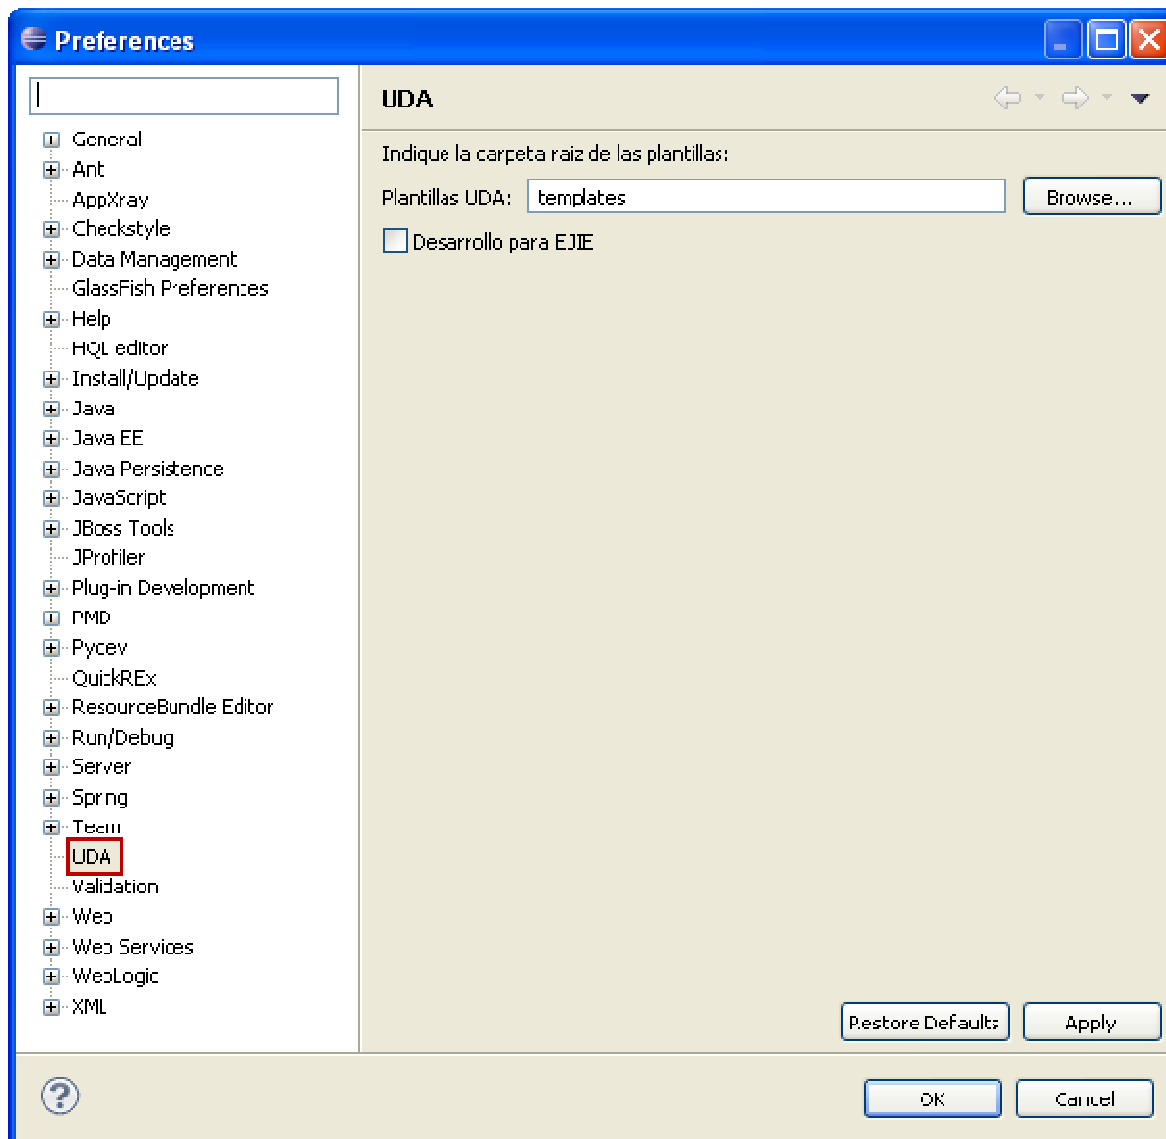 Preferences
General
Ant
AppXray
Checkstyle
Data Management
GlassFish Preferences
Help
HQL editor
Install/Update
Java
Java EE
Java Persistence
JavaScript
JBoss Tools
JProfiler
Plug-in Development
PMD
Pydev
QuickREx
ResourceBundle Editor
Run/Debug
Server
Spring
Team
UDA
Validation
Web
Web Services
WebLogic
XML
UDA
Indique la carpeta raiz de las plantillas:
Plantillas UDA: templates Browse...
Desarrollo para EJIE
Restore Defaults Apply
OK Cancel